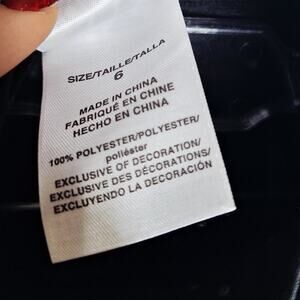 SIZE/TAILLE/TALLA
6
MADE IN CHINA
FABRIQUÉ EN CHINE
HECHO EN CHINA
100% POLYESTER/POLYESTER/
poliéster
EXCLUSIVE OF DECORATION/
EXCLUSIVE DES DÉCORATIONS/
EXCLUYENDO LA DECORACIÓN